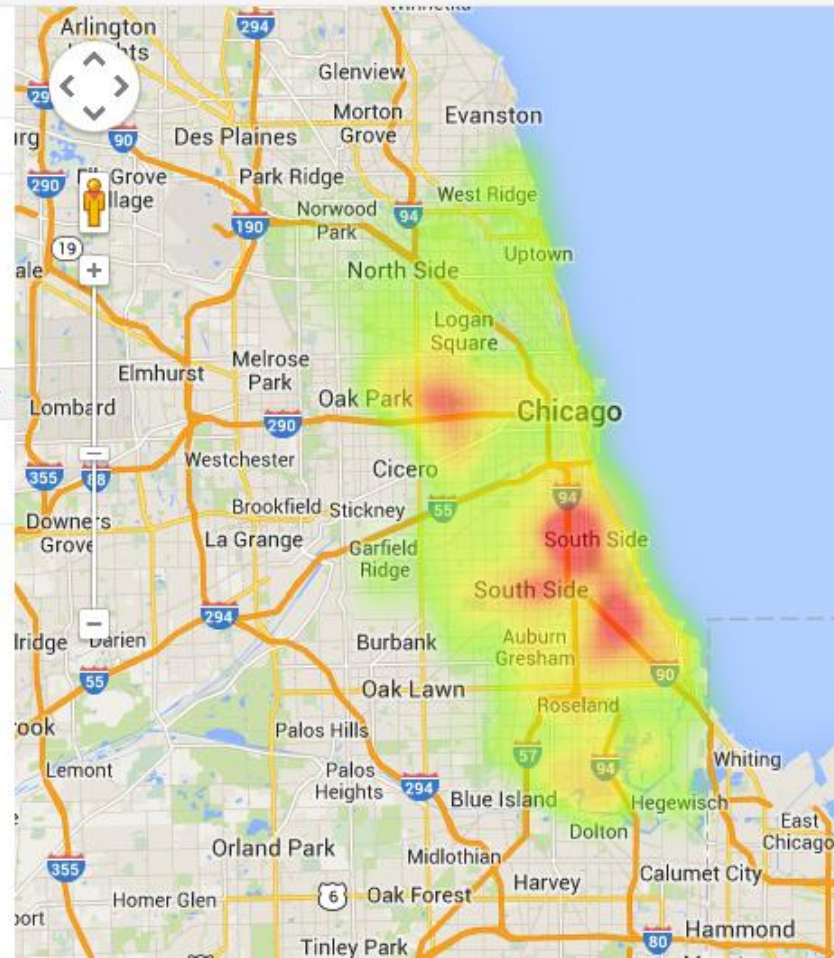 Arlington
294
Glenview
Morton
Grove
Evanston
90
Des Plaines
290
Park Ridge
West Ridge
Norwood
Park
94
190
19
North Side
Uptown
Logan
Square
Elmhurst
Melrose
Park
Oak Park
Chicago
Lombard
290
Westchester
Cicero
355
88
94
Brookfield
Stickney
55
Downers
Grove
La Grange
Garfield
Ridge
South Side
South Side
294
Darien
Burbank
Auburn
Gresham
55
Oak Lawn
90
Roseland
Palos Hills
57
94
Whiting
Lemont
Palos
Heights
294
Blue Island
Hegewisch
Dolton
East
Chicago
Orland Park
Midlothian
355
Harvey
Calumet City
Homer Glen
6
Oak Forest
Hammond
80
Tinley Park